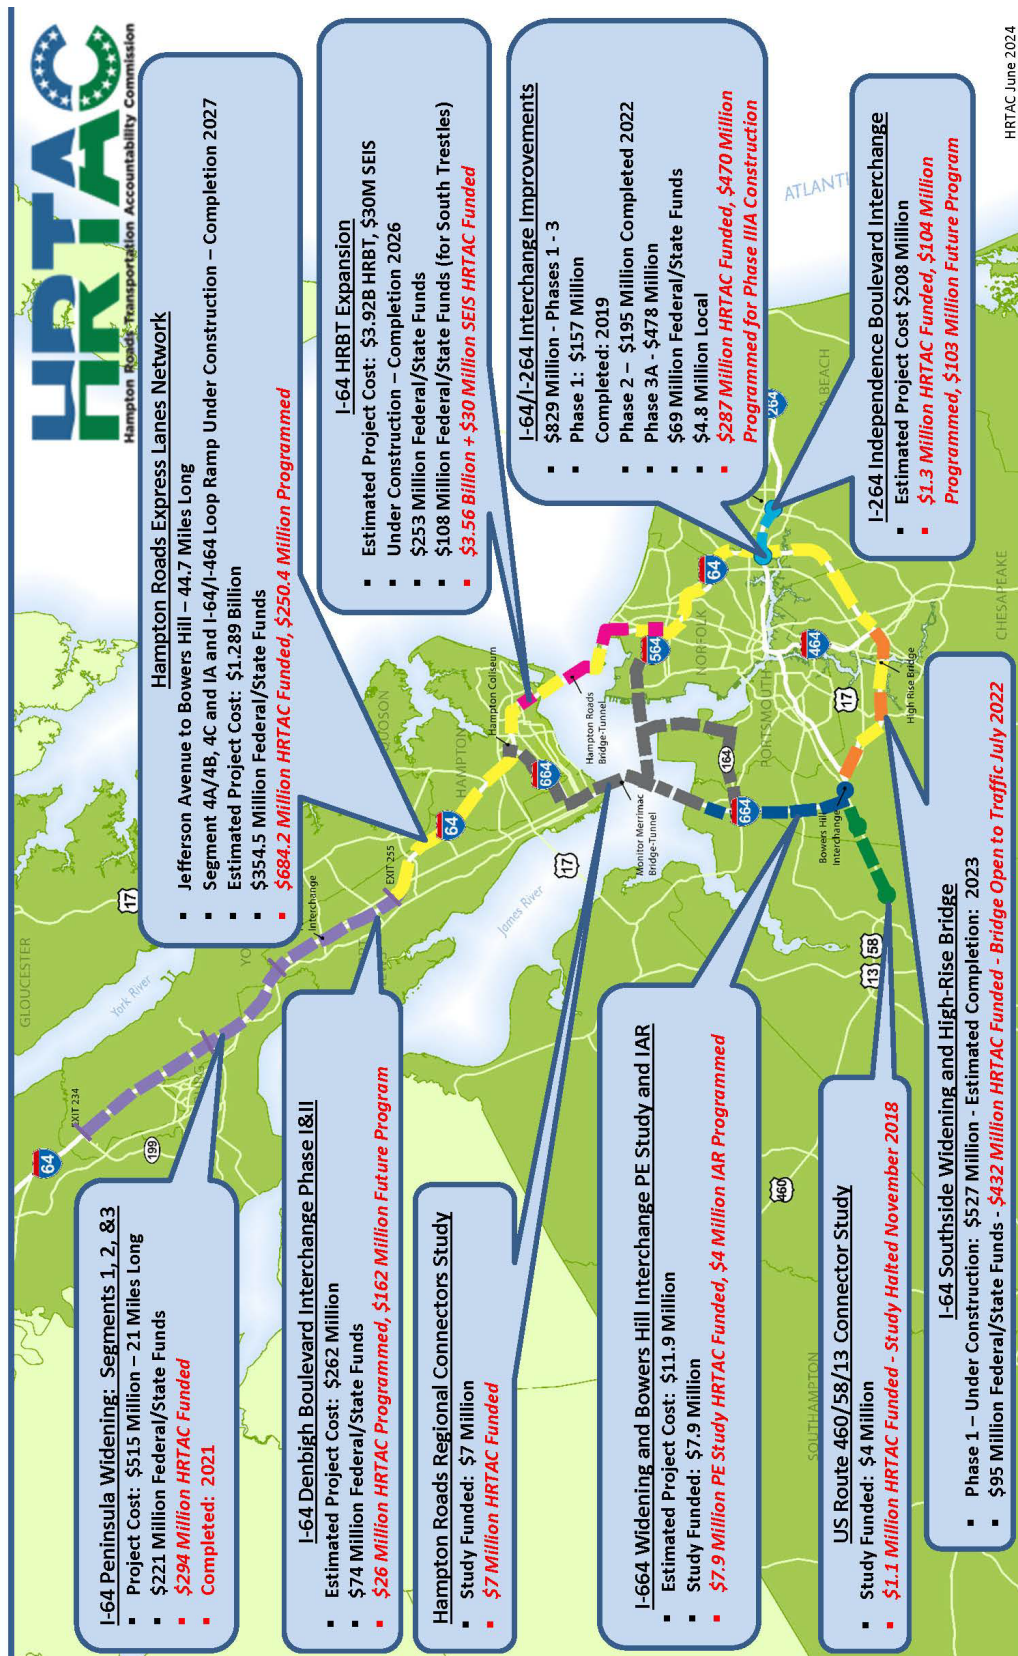 HRTAC
HRTAC
Hampton Roads Transportation Accountability Commission
I-64 Peninsula Widening: Segments 1, 2, &3
▪ Project Cost: $515 Million – 21 Miles Long
▪ $221 Million Federal/State Funds
▪ $294 Million HRTAC Funded
▪ Completed: 2021
I-64 Denbigh Boulevard Interchange Phase I&II
▪ Estimated Project Cost: $262 Million
▪ $74 Million Federal/State Funds
▪ $26 Million HRTAC Programmed, $162 Million Future Program
Hampton Roads Regional Connectors Study
▪ Study Funded: $7 Million
▪ $7 Million HRTAC Funded
I-664 Widening and Bowers Hill Interchange PE Study and IAR
▪ Estimated Project Cost: $11.9 Million
▪ Study Funded: $7.9 Million
▪ $7.9 Million PE Study HRTAC Funded, $4 Million IAR Programmed
US Route 460/58/13 Connector Study
▪ Study Funded: $4 Million
▪ $1.1 Million HRTAC Funded - Study Halted November 2018
I-64 Southside Widening and High-Rise Bridge
▪ Phase 1 – Under Construction: $527 Million - Estimated Completion: 2023
▪ $95 Million Federal/State Funds - $432 Million HRTAC Funded - Bridge Open to Traffic July 2022
Hampton Roads Express Lanes Network
▪ Jefferson Avenue to Bowers Hill – 44.7 Miles Long
▪ Segment 4A/4B, 4C and IA and I-64/I-464 Loop Ramp Under Construction – Completion 2027
▪ Estimated Project Cost: $1.289 Billion
▪ $354.5 Million Federal/State Funds
▪ $684.2 Million HRTAC Funded, $250.4 Million Programmed
I-64 HRBT Expansion
▪ Estimated Project Cost: $3.92B HRBT, $30M SEIS
▪ Under Construction – Completion 2026
▪ $253 Million Federal/State Funds
▪ $108 Million Federal/State Funds (for South Trestles)
▪ $3.56 Billion + $30 Million SEIS HRTAC Funded
I-64/I-264 Interchange Improvements
▪ $829 Million - Phases 1 - 3
▪ Phase 1: $157 Million
Completed: 2019
▪ Phase 2 – $195 Million Completed 2022
▪ Phase 3A - $478 Million
▪ $69 Million Federal/State Funds
▪ $4.8 Million Local
▪ $287 Million HRTAC Funded, $470 Million
Programmed for Phase IIIA Construction
I-264 Independence Boulevard Interchange
▪ Estimated Project Cost $208 Million
▪ $1.3 Million HRTAC Funded, $104 Million
Programmed, $103 Million Future Program
GLOUCESTER
17
York River
64
EXIT 234
199
Interchange
EXIT 255
QUOSON
HAMPTON
64
Hampton Coliseum
664
17
James River
Hampton Roads
Bridge-Tunnel
Monitor Merrimac
Bridge-Tunnel
564
64
NORFOLK
164
PORTSMOUTH
664
464
264
BEACH
ATLANT
17
High Rise Bridge
Bowers Hill
Interchange
13
58
460
SOUTHAMPTON
CHESAPEAKE
HRTAC June 2024